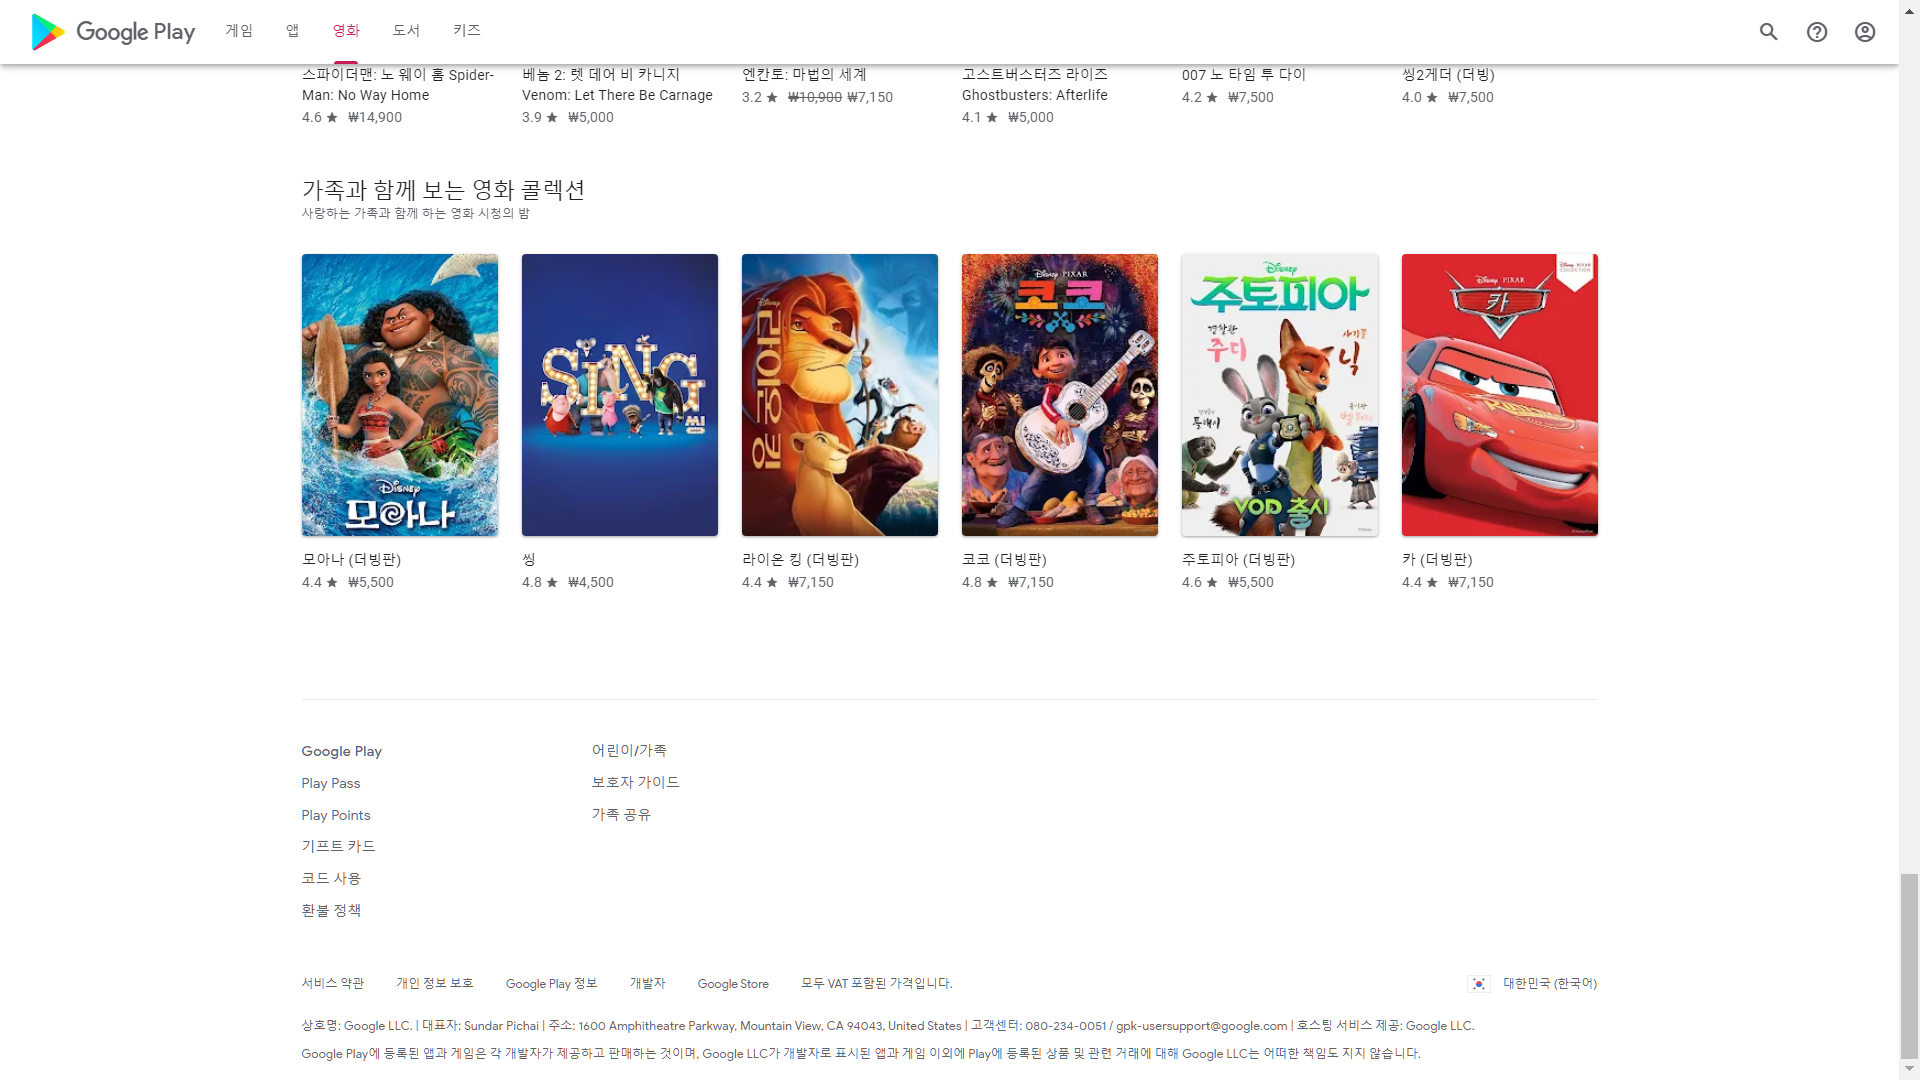 Google Play 게임 앱 영화 도서 키즈
스파이더맨: 노 웨이 홈 Spider-
Man: No Way Home
4.6 ★ ₩14,900
베놈 2: 렛 데어 비 카니지
Venom: Let There Be Carnage
3.9 ★ ₩5,000
엔칸토: 마법의 세계
3.2 ★ ₩10,900 ₩7,150
고스트버스터즈 라이즈
Ghostbusters: Afterlife
4.1 ★ ₩5,000
007 노 타임 투 다이
4.2 ★ ₩7,500
씽2게더 (더빙)
4.0 ★ ₩7,500
가족과 함께 보는 영화 콜렉션
사랑하는 가족과 함께 하는 영화 시청의 밤
Disney
모아나
SING
씽!
Disney
라이온 킹
Disney·PIXAR
코코
Disney
주토피아
경찰관
주디
사기꾼
닉
플래시
VOD 출시
Disney·PIXAR
카
Disney·PIXAR
COLLECTION
모아나 (더빙판)
4.4 ★ ₩5,500
씽
4.8 ★ ₩4,500
라이온 킹 (더빙판)
4.4 ★ ₩7,150
코코 (더빙판)
4.8 ★ ₩7,150
주토피아 (더빙판)
4.6 ★ ₩5,500
카 (더빙판)
4.4 ★ ₩7,150
Google Play
Play Pass
Play Points
기프트 카드
코드 사용
환불 정책
어린이/가족
보호자 가이드
가족 공유
서비스 약관 개인 정보 보호 Google Play 정보 개발자 Google Store 모두 VAT 포함된 가격입니다. 대한민국 (한국어)
상호명: Google LLC. | 대표자: Sundar Pichai | 주소: 1600 Amphitheatre Parkway, Mountain View, CA 94043, United States | 고객센터: 080-234-0051 / gpk-usersupport@google.com | 호스팅 서비스 제공: Google LLC.
Google Play에 등록된 앱과 게임은 각 개발자가 제공하고 판매하는 것이며, Google LLC가 개발자로 표시된 앱과 게임 이외에 Play에 등록된 상품 및 관련 거래에 대해 Google LLC는 어떠한 책임도 지지 않습니다.